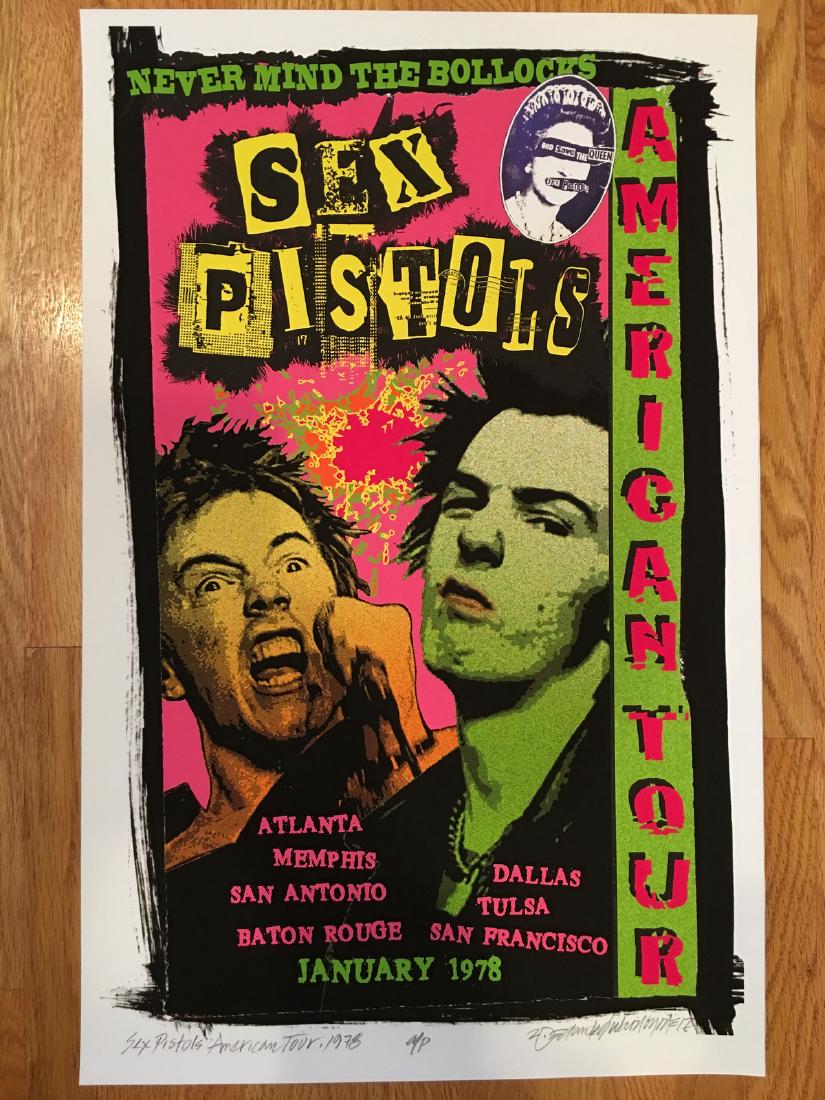 NEVER MIND THE BOLLOCKS
SEX
PISTOLS
GOD Save THE QUEEN
SEX PISTOLS
AMERICAN TOUR
ATLANTA
MEMPHIS
SAN ANTONIO
BATON ROUGE
DALLAS
TULSA
SAN FRANCISCO
JANUARY 1978
Sex Pistols American Tour, 1978
A/P